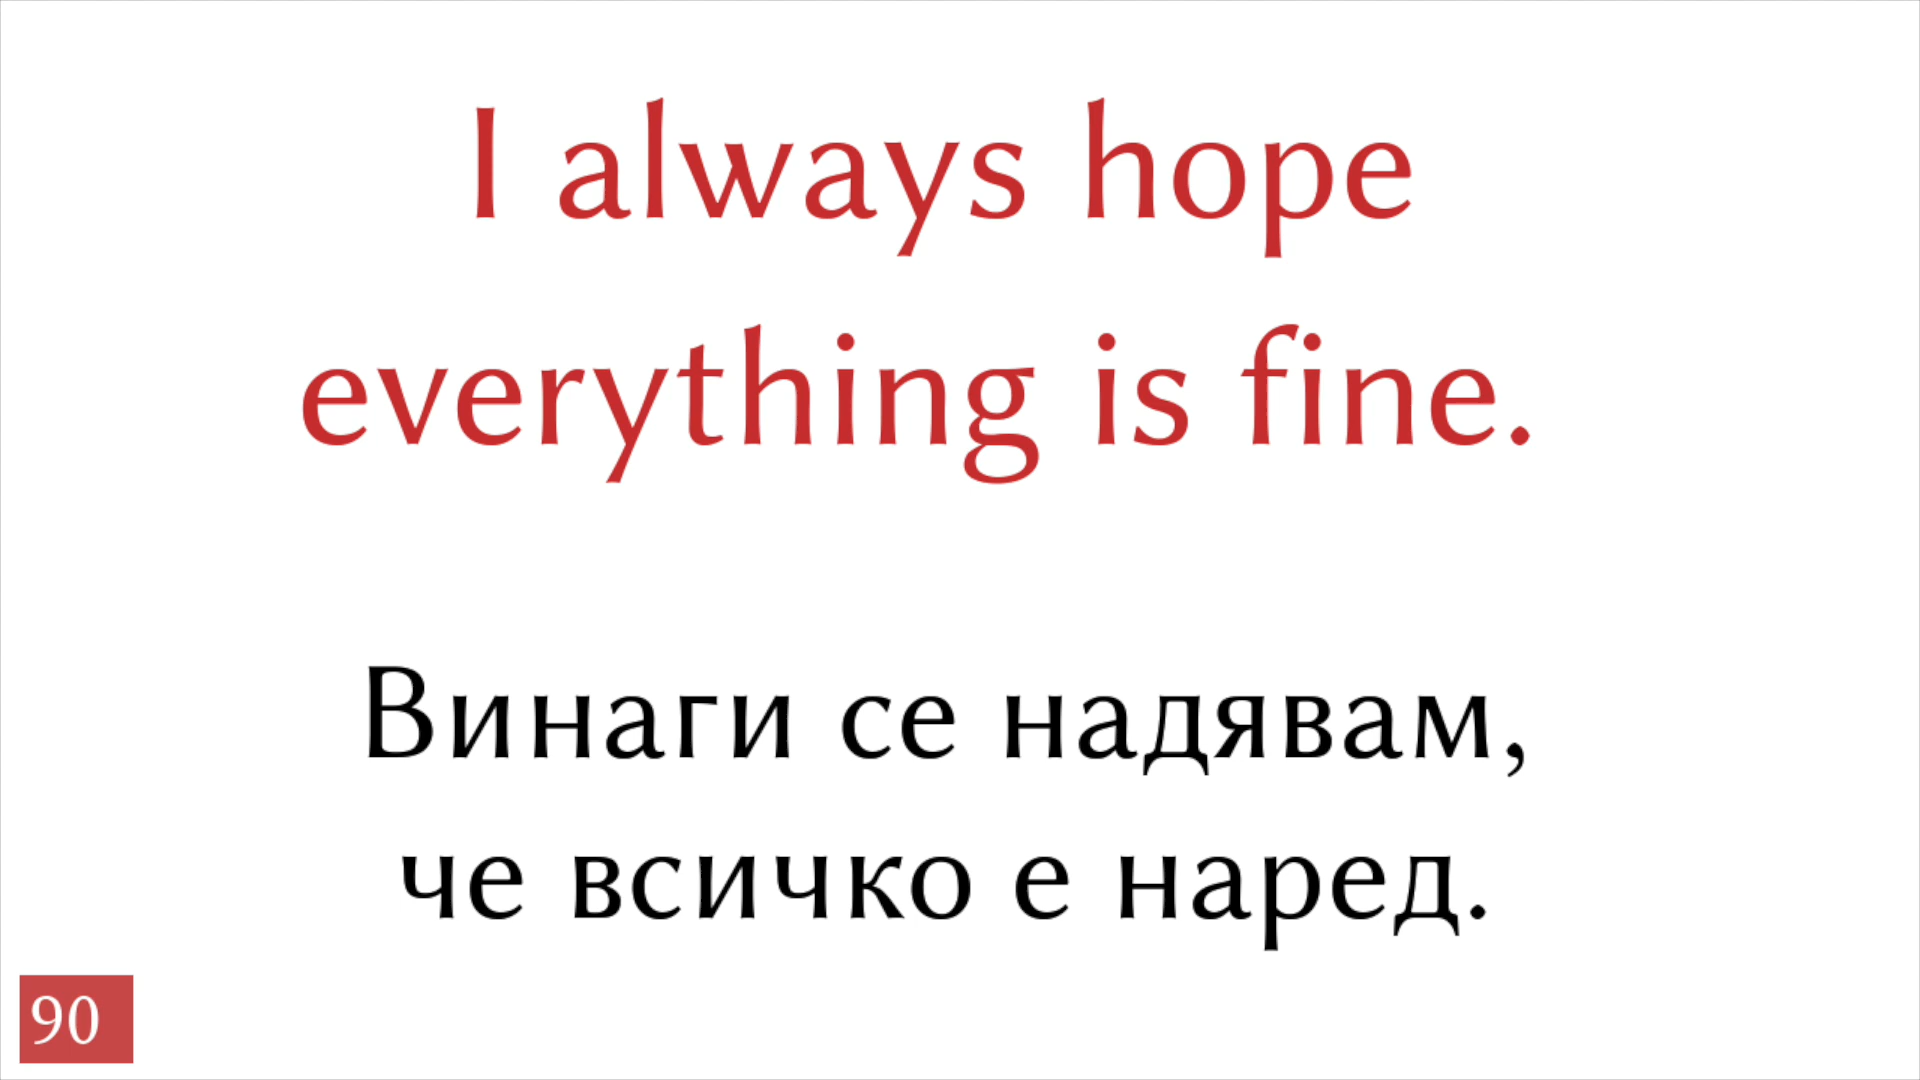 I always hope
everything is fine.
Винаги се надявам,
че всичко е наред.
90